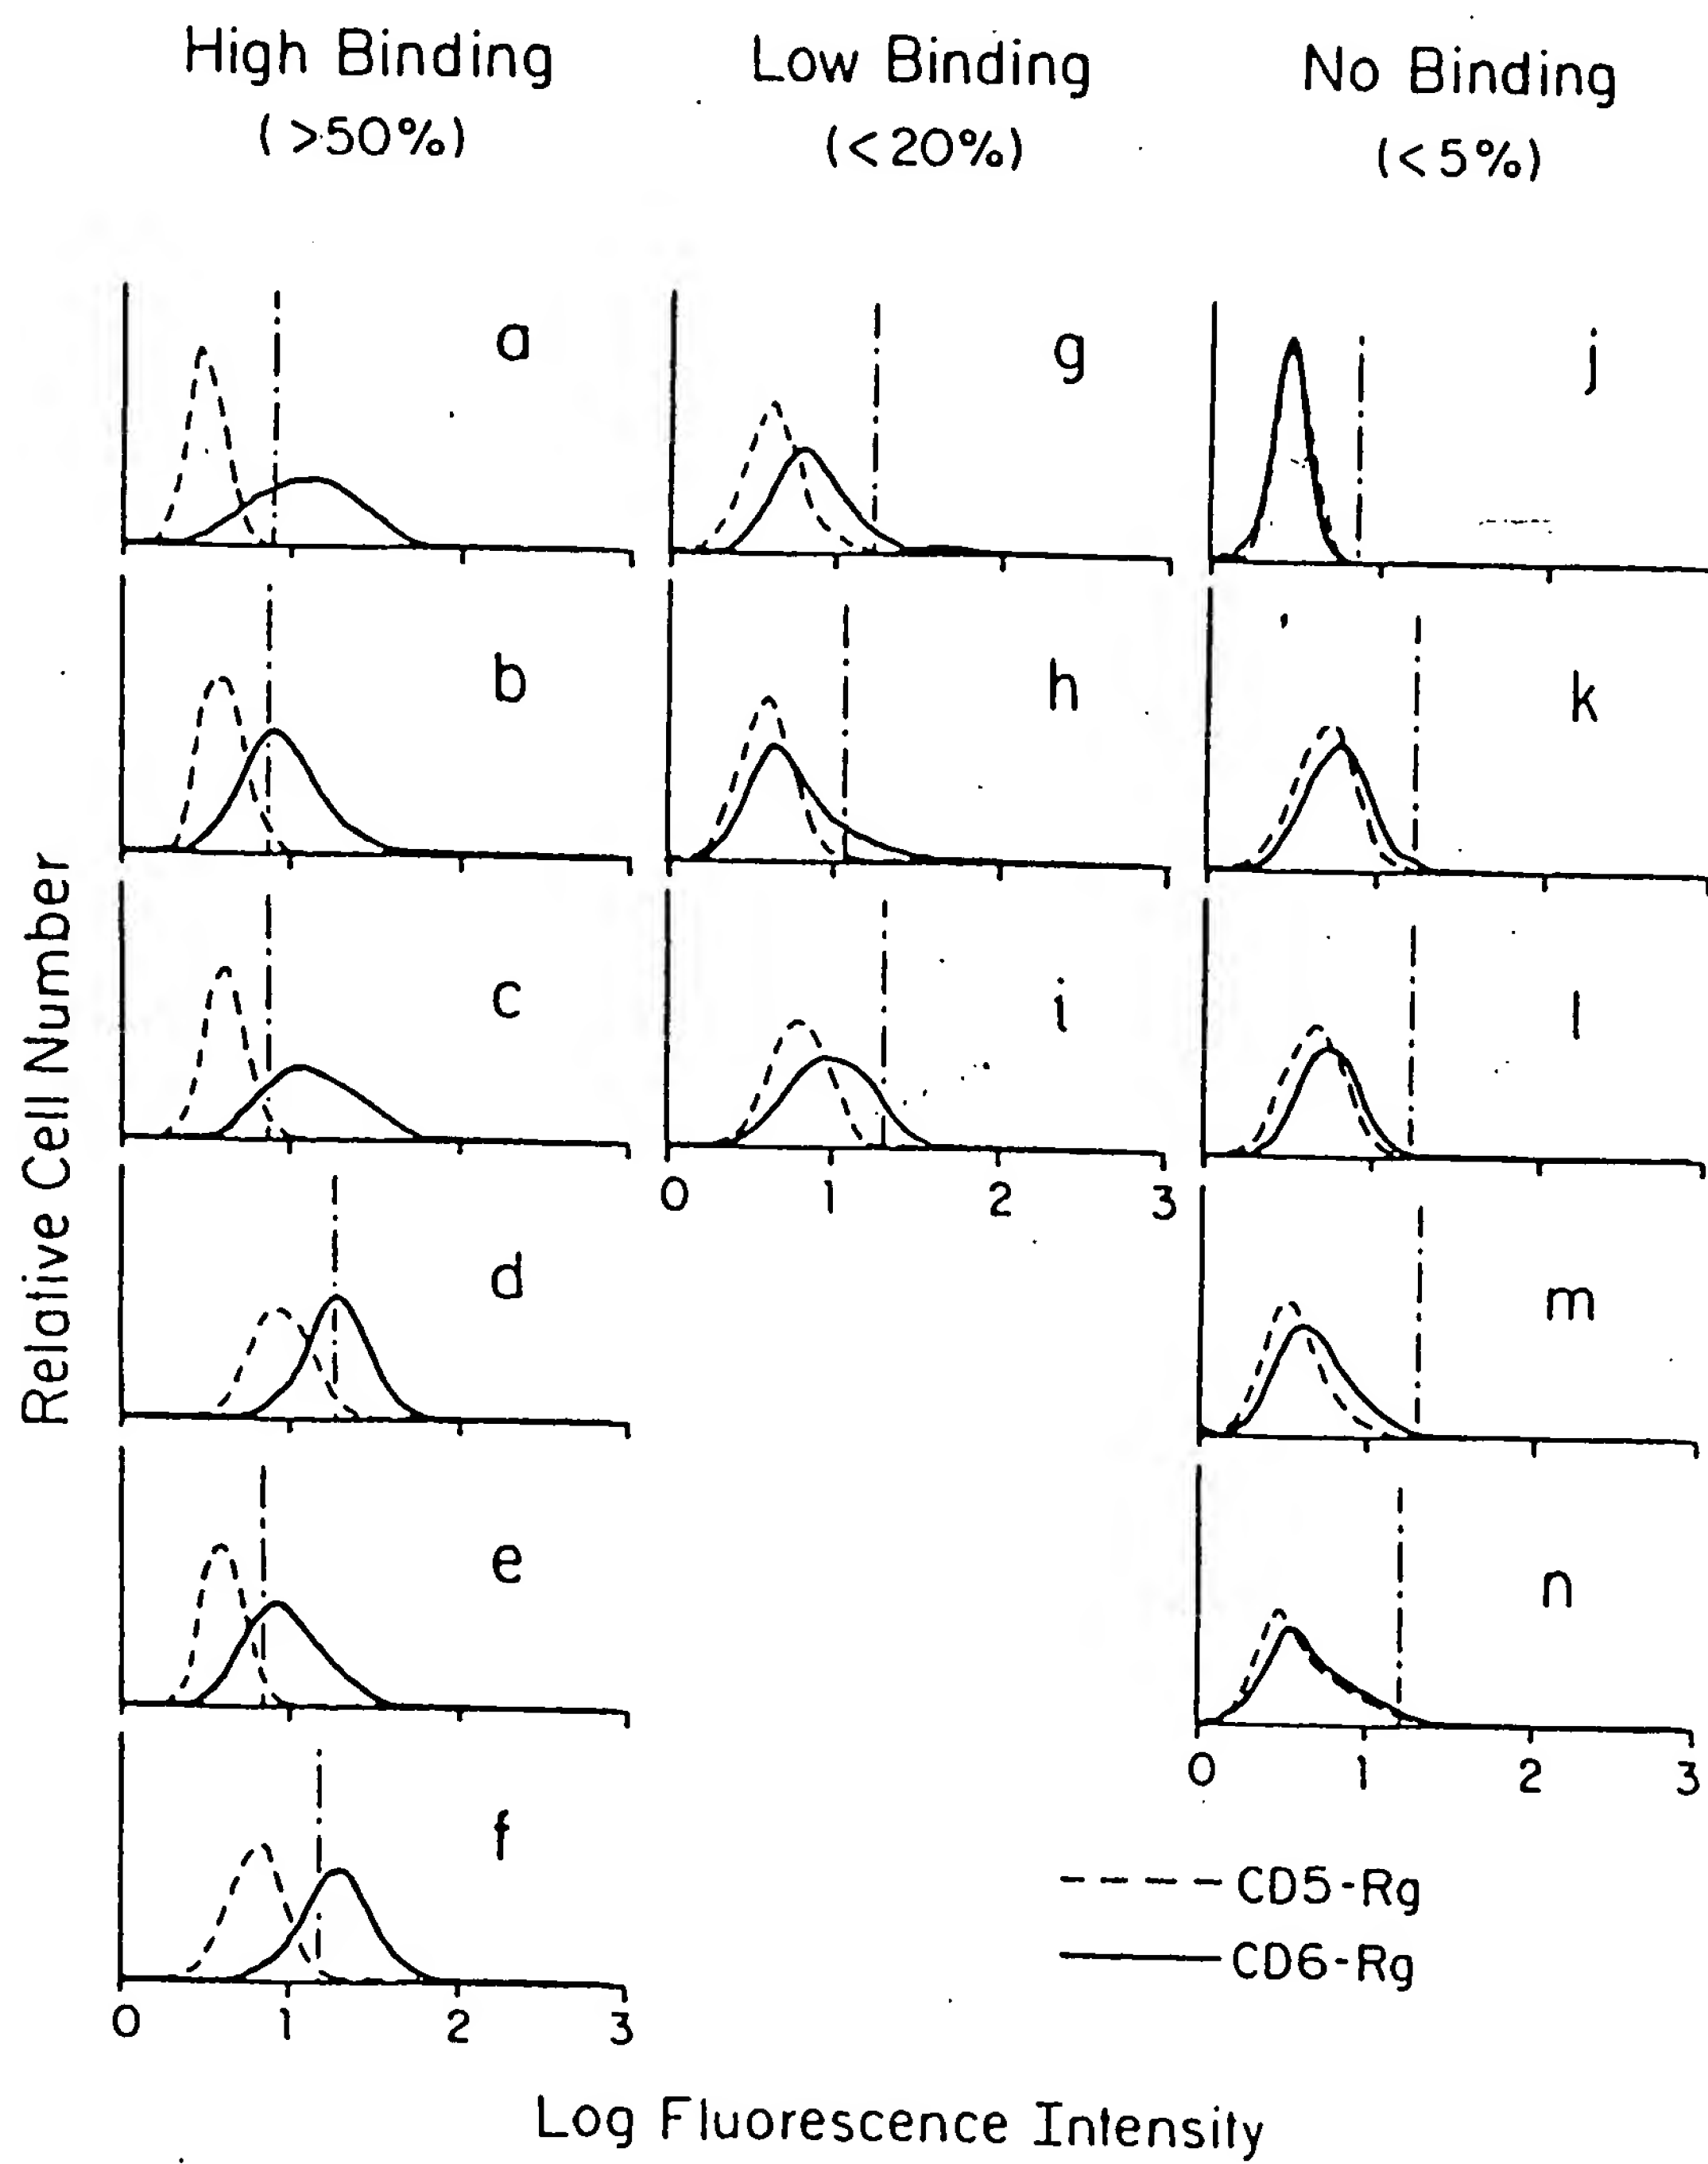 High Binding
(>50%)
Low Binding
(<20%)
No Binding
(<5%)
Relative Cell Number
a
b
c
d
e
f
0 1 2 3
g
h
i
0 1 2 3
j
k
l
m
n
0 1 2 3
CD5-Rg
CD6-Rg
Log Fluorescence Intensity